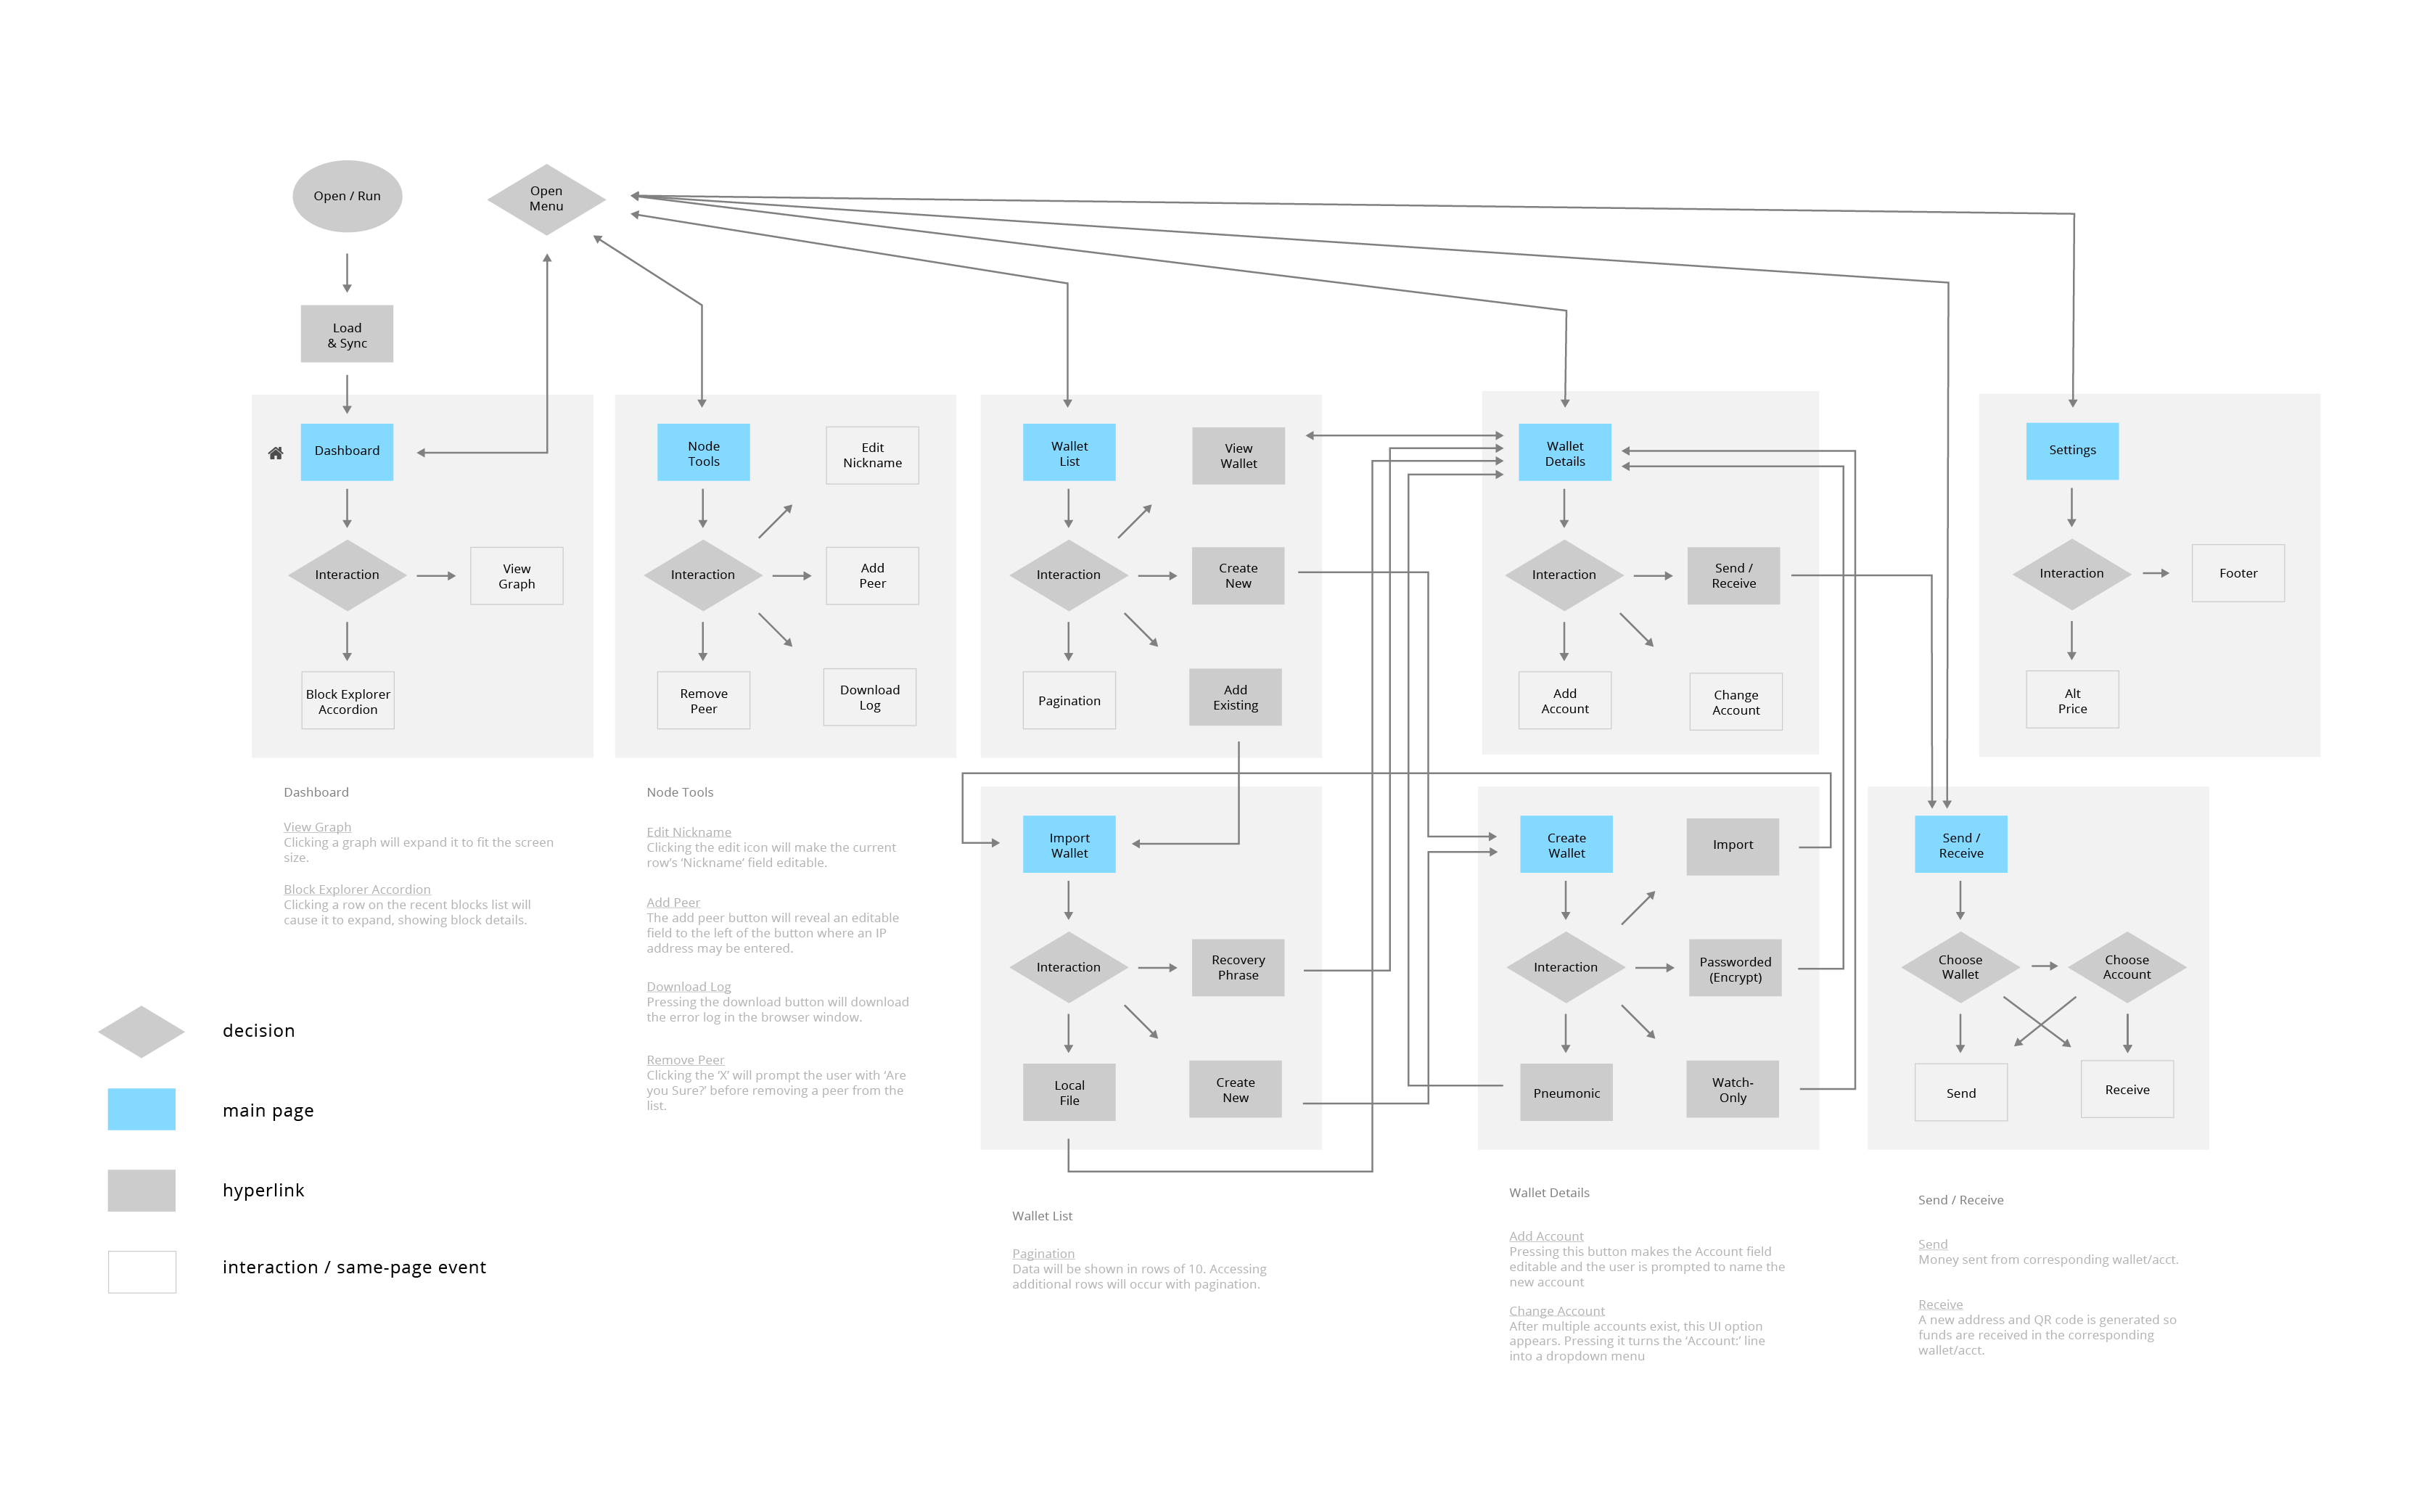 Open / Run
Open
Menu
Load
& Sync
Dashboard
Interaction
View
Graph
Block Explorer
Accordion
Node
Tools
Edit
Nickname
Interaction
Add
Peer
Remove
Peer
Download
Log
Wallet
List
View
Wallet
Interaction
Create
New
Pagination
Add
Existing
Wallet
Details
Interaction
Send /
Receive
Add
Account
Change
Account
Settings
Interaction
Footer
Alt
Price
Import
Wallet
Interaction
Recovery
Phrase
Local
File
Create
New
Create
Wallet
Import
Interaction
Passworded
(Encrypt)
Pneumonic
Watch-
Only
Send /
Receive
Choose
Wallet
Choose
Account
Send
Receive
Dashboard
View Graph
Clicking a graph will expand it to fit the screen
size.
Block Explorer Accordion
Clicking a row on the recent blocks list will
cause it to expand, showing block details.
Node Tools
Edit Nickname
Clicking the edit icon will make the current
row's ‘Nickname’ field editable.
Add Peer
The add peer button will reveal an editable
field to the left of the button where an IP
address may be entered.
Download Log
Pressing the download button will download
the error log in the browser window.
Remove Peer
Clicking the ‘X’ will prompt the user with ‘Are
you Sure?’ before removing a peer from the
list.
decision
main page
hyperlink
interaction / same-page event
Wallet List
Pagination
Data will be shown in rows of 10. Accessing
additional rows will occur with pagination.
Wallet Details
Add Account
Pressing this button makes the Account field
editable and the user is prompted to name the
new account
Change Account
After multiple accounts exist, this UI option
appears. Pressing it turns the ‘Account:’ line
into a dropdown menu
Send / Receive
Send
Money sent from corresponding wallet/acct.
Receive
A new address and QR code is generated so
funds are received in the corresponding
wallet/acct.